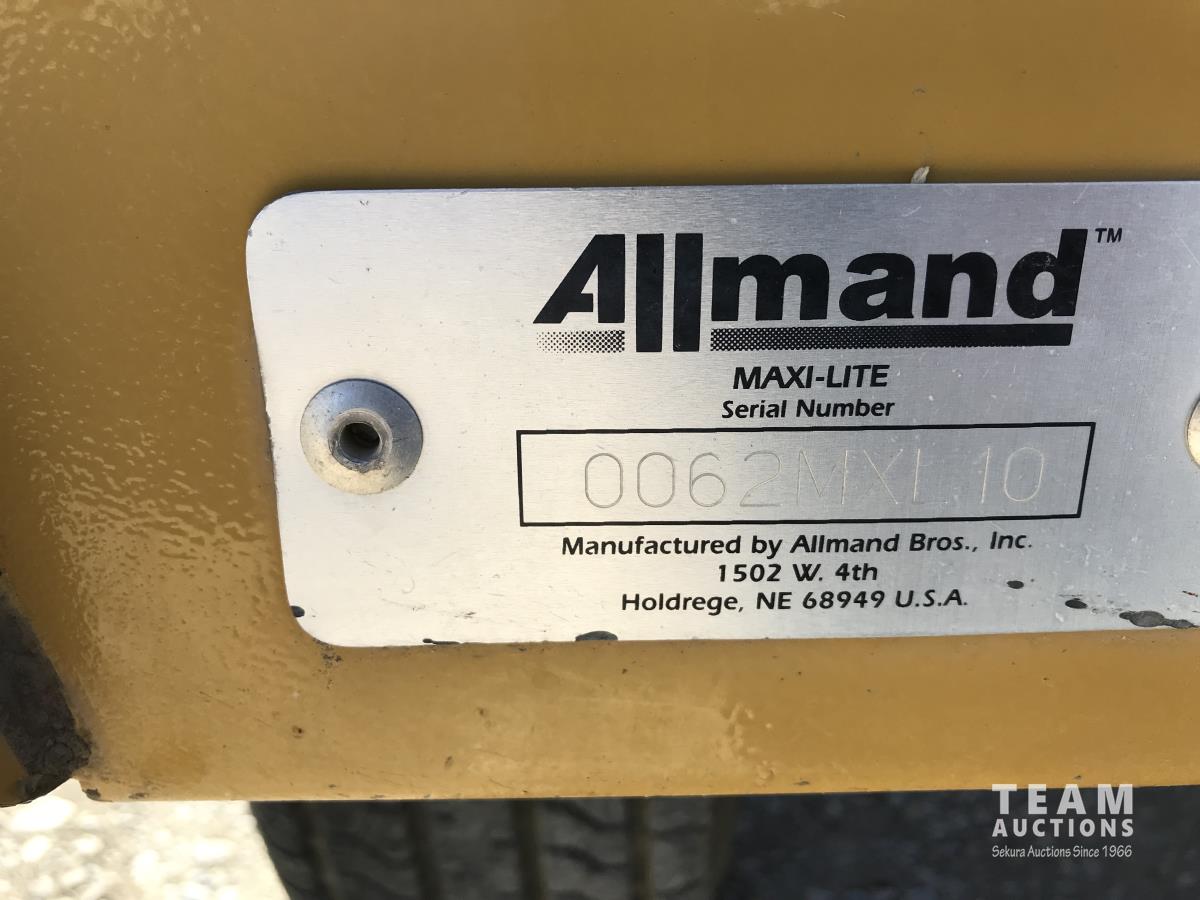 Allmand™
MAXI-LITE
Serial Number
0062MXL10
Manufactured by Allmand Bros., Inc.
1502 W. 4th
Holdrege, NE 68949 U.S.A.
TEAM
AUCTIONS
Sekura Auctions Since 1966